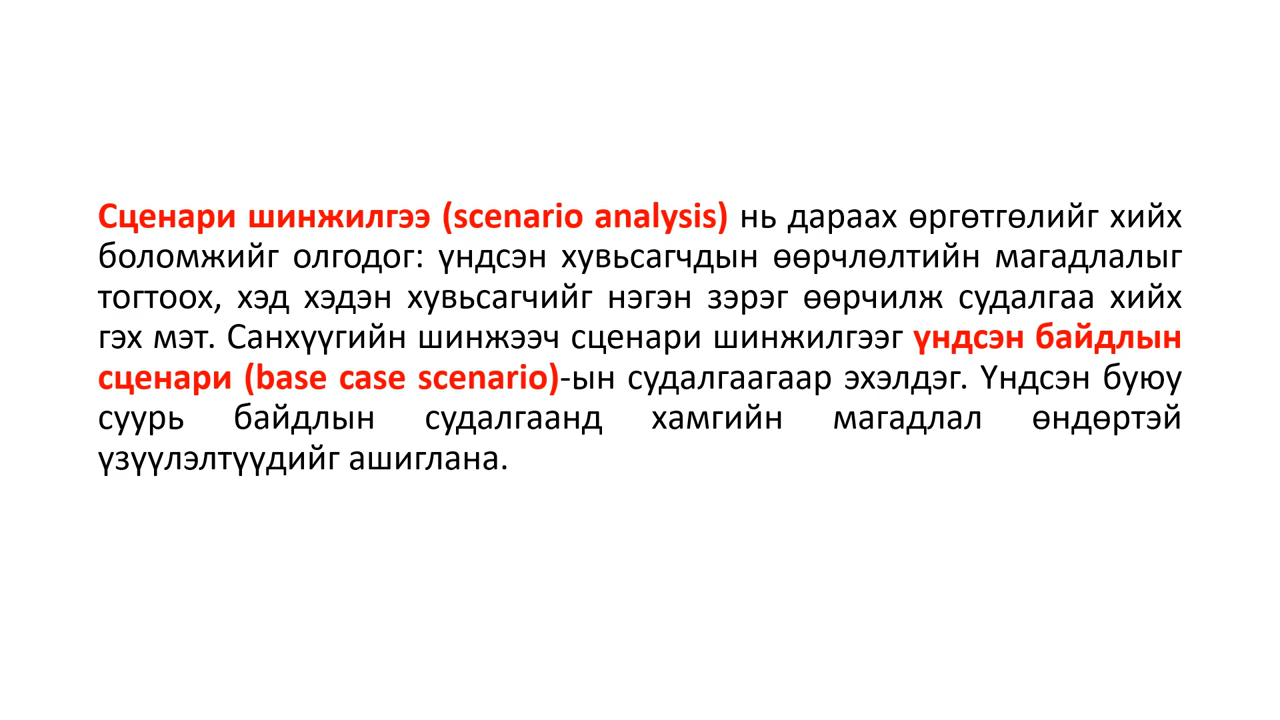 Сценари шинжилгээ (scenario analysis) нь дараах өргөтгөлийг хийх
боломжийг олгодог: үндсэн хувьсагчдын өөрчлөлтийн магадлалыг
тогтоох, хэд хэдэн хувьсагчийг нэгэн зэрэг өөрчилж судалгаа хийх
гэх мэт. Санхүүгийн шинжээч сценари шинжилгээг үндсэн байдлын
сценари (base case scenario)-ын судалгаагаар эхэлдэг. Үндсэн буюу
суурь байдлын судалгаанд хамгийн магадлал өндөртэй
үзүүлэлтүүдийг ашиглана.